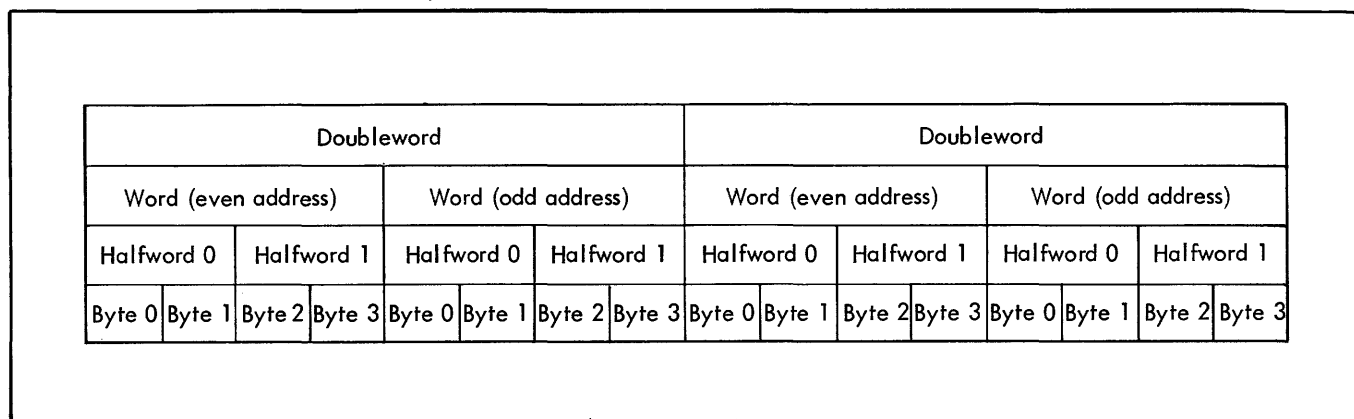 Doubleword Doubleword
Word (even address) Word (odd address) Word (even address) Word (odd address)
Halfword 0 Halfword 1 Halfword 0 Halfword 1 Halfword 0 Halfword 1 Halfword 0 Halfword 1
Byte 0 Byte 1 Byte 2 Byte 3 Byte 0 Byte 1 Byte 2 Byte 3 Byte 0 Byte 1 Byte 2 Byte 3 Byte 0 Byte 1 Byte 2 Byte 3